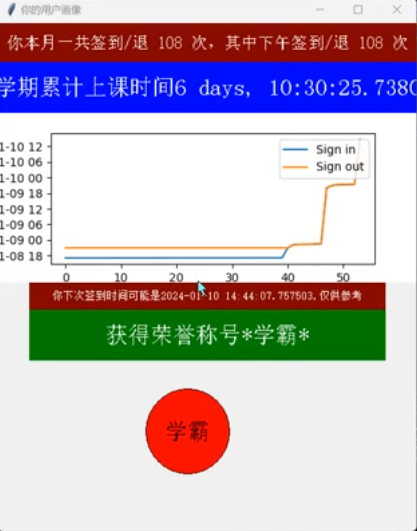 你的用户画像
你本月一共签到/退 108 次，其中下午签到/退 108 次
学期累计上课时间6 days, 10:30:25.7380
Sign in
Sign out
1-10 12
1-10 06
1-10 00
1-09 18
1-09 12
1-09 06
1-09 00
1-08 18
0 10 20 30 40 50
你下次签到时间可能是2024-01-10 14:44:07.757503,仅供参考
获得荣誉称号*学霸*
学霸